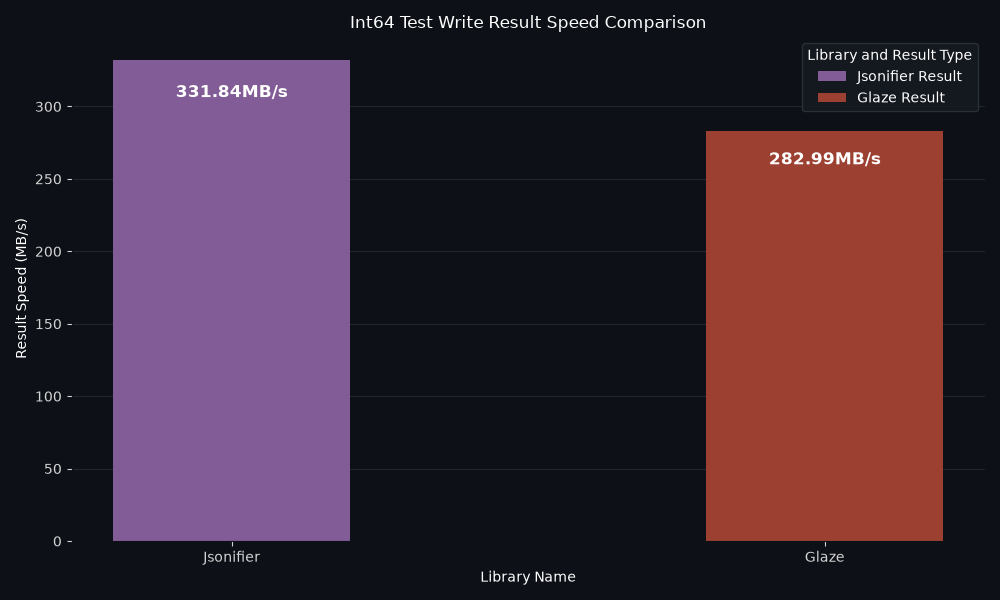 Int64 Test Write Result Speed Comparison
Library and Result Type
Jsonifier Result
Glaze Result
331.84MB/s
282.99MB/s
Result Speed (MB/s)
300
250
200
150
100
50
0
Jsonifier
Glaze
Library Name